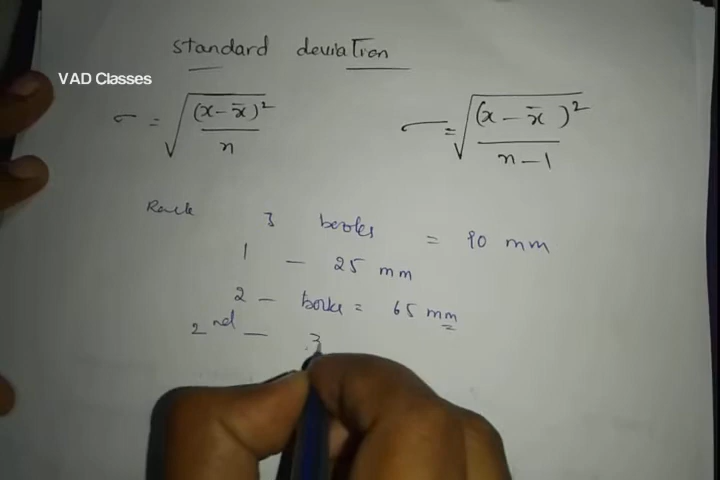 standard deviation
VAD Classes
σ = √(x-x̄)²/n
σ = √(x-x̄)²/n-1
Rack 3 books = 90 mm
1 - 25 mm
2 - books = 65 mm
2nd - 3